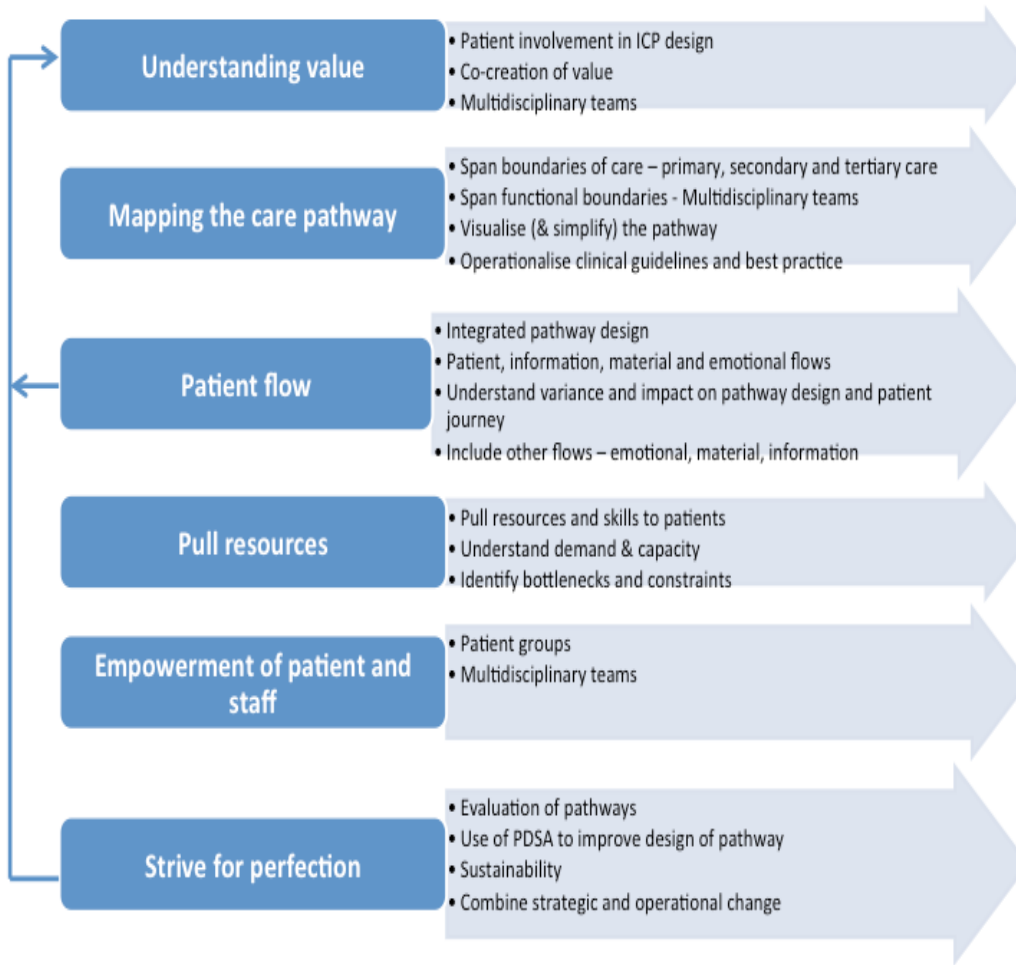 Understanding value
• Patient involvement in ICP design
• Co-creation of value
• Multidisciplinary teams
Mapping the care pathway
• Span boundaries of care – primary, secondary and tertiary care
• Span functional boundaries - Multidisciplinary teams
• Visualise (& simplify) the pathway
• Operationalise clinical guidelines and best practice
Patient flow
• Integrated pathway design
• Patient, information, material and emotional flows
• Understand variance and impact on pathway design and patient
journey
• Include other flows – emotional, material, information
Pull resources
• Pull resources and skills to patients
• Understand demand & capacity
• Identify bottlenecks and constraints
Empowerment of patient and
staff
• Patient groups
• Multidisciplinary teams
Strive for perfection
• Evaluation of pathways
• Use of PDSA to improve design of pathway
• Sustainability
• Combine strategic and operational change